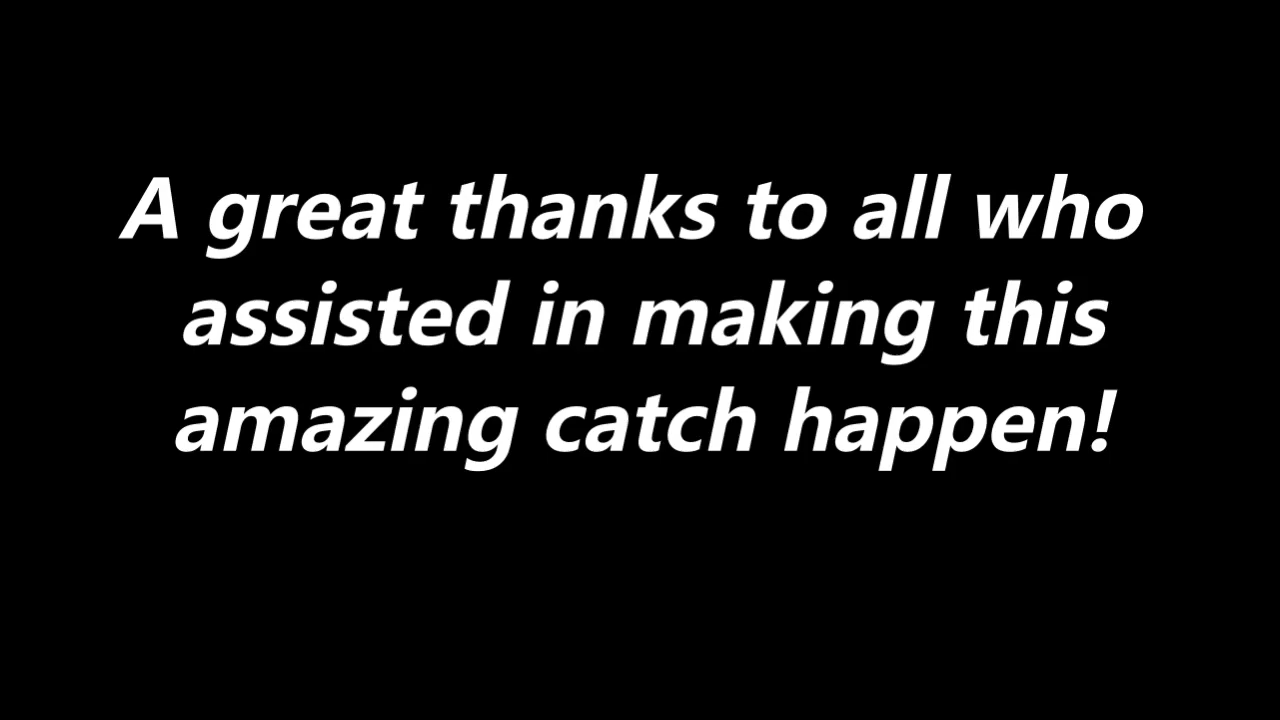 A great thanks to all who
assisted in making this
amazing catch happen!